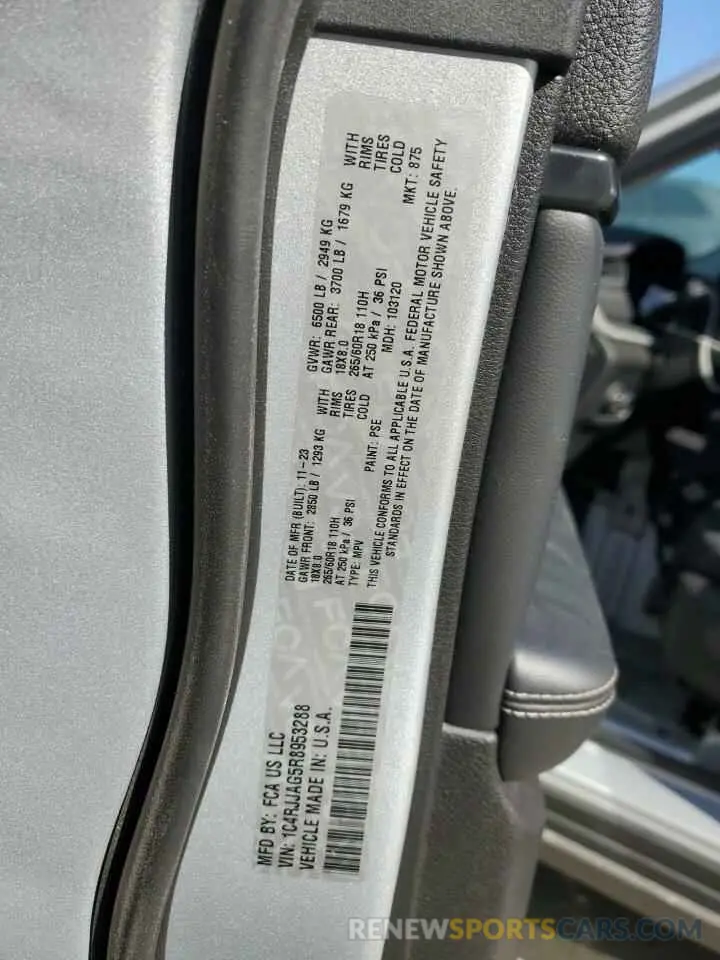 MFD BY: FCA US LLC
VIN: 1C4RJJAG5R8953288
VEHICLE MADE IN: U.S.A.
DATE OF MFR (BUILT): 11-23 GVWR: 6500 LB / 2949 KG
GAWR FRONT: 2850 LB / 1293 KG WITH GAWR REAR: 3700 LB / 1679 KG WITH
18X8.0 RIMS 18X8.0 RIMS
265/60R18 110H TIRES 265/60R18 110H TIRES
AT 250 kPa / 36 PSI COLD AT 250 kPa / 36 PSI COLD
TYPE: MPV PAINT: PSE MDH: 103120 MKT: 875
THIS VEHICLE CONFORMS TO ALL APPLICABLE U.S.A. FEDERAL MOTOR VEHICLE SAFETY
STANDARDS IN EFFECT ON THE DATE OF MANUFACTURE SHOWN ABOVE.
RENEWSPORTSCARS.COM